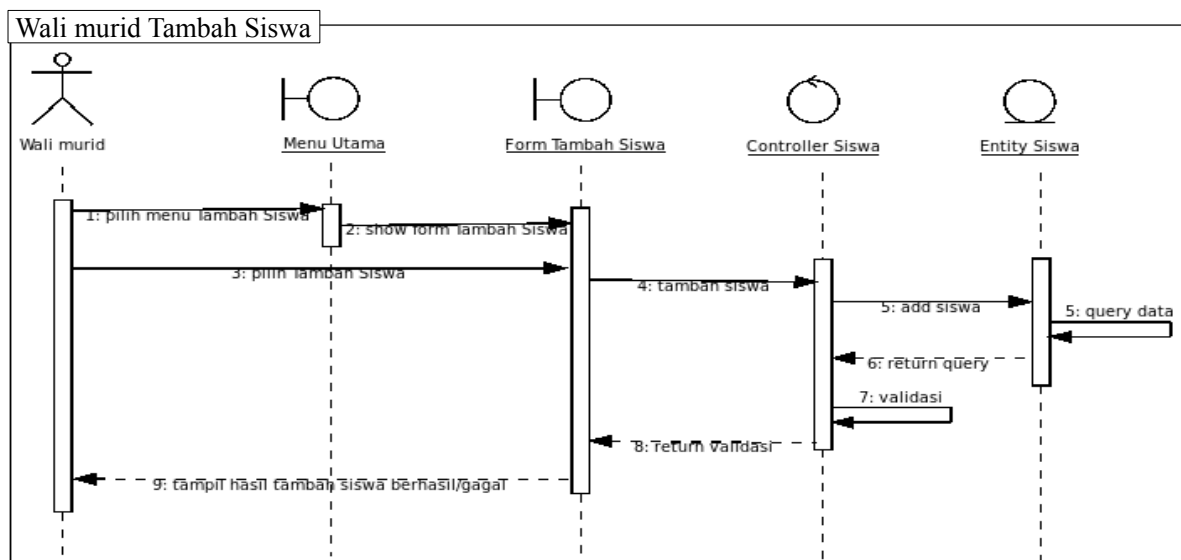 Wali murid Tambah Siswa
Wali murid
Menu Utama
Form Tambah Siswa
Controller Siswa
Entity Siswa
1: pilih menu Tambah Siswa
2: show form Tambah Siswa
3: pilih Tambah Siswa
4: tambah siswa
5: add siswa
5: query data
6: return query
7: validasi
8: return validasi
9: tampil hasil tambah siswa berhasil/gagal